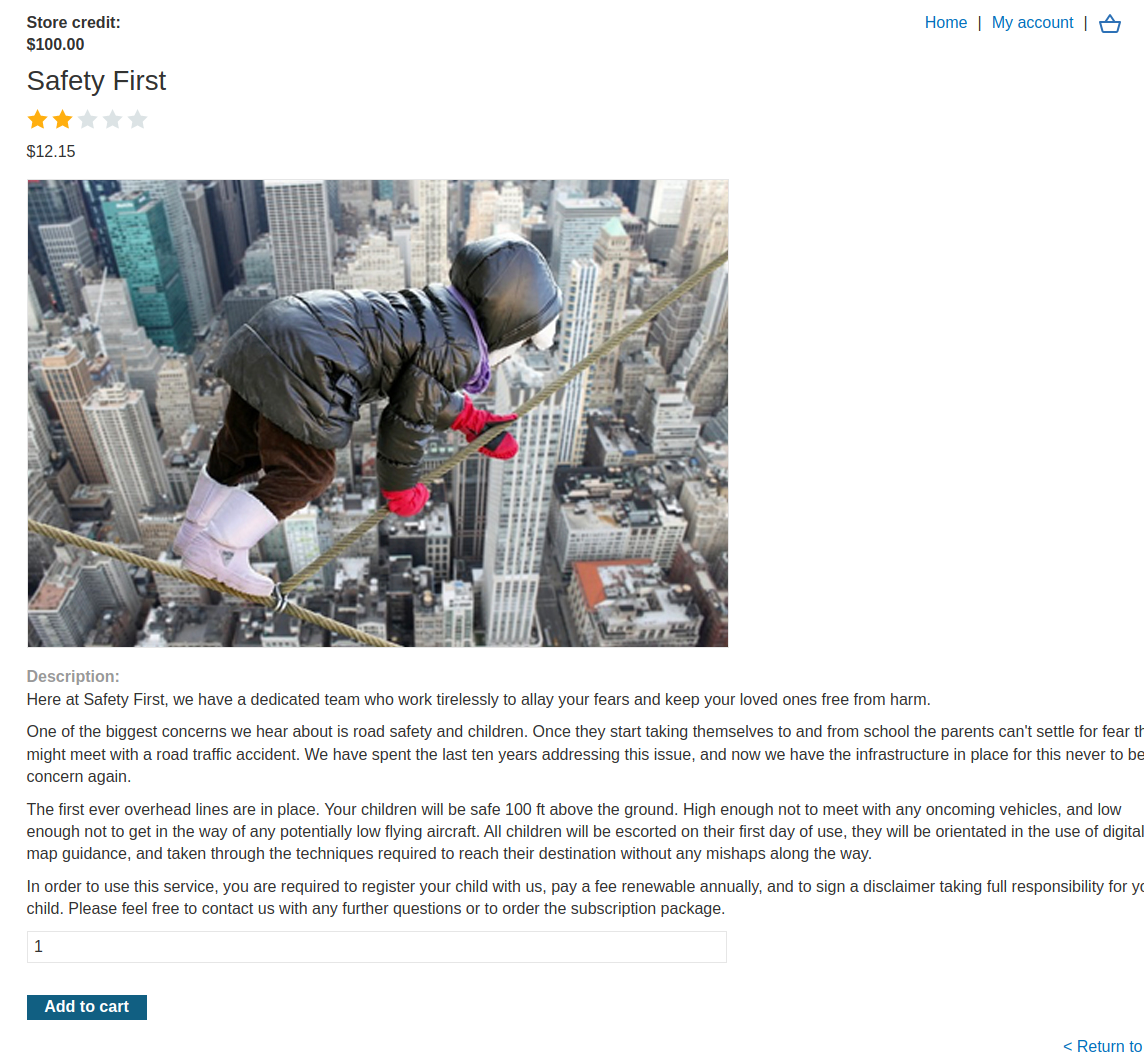 Store credit:
$100.00
Home | My account |
Safety First
$12.15
Description:
Here at Safety First, we have a dedicated team who work tirelessly to allay your fears and keep your loved ones free from harm.
One of the biggest concerns we hear about is road safety and children. Once they start taking themselves to and from school the parents can't settle for fear
might meet with a road traffic accident. We have spent the last ten years addressing this issue, and now we have the infrastructure in place for this never to be
concern again.
The first ever overhead lines are in place. Your children will be safe 100 ft above the ground. High enough not to meet with any oncoming vehicles, and low
enough not to get in the way of any potentially low flying aircraft. All children will be escorted on their first day of use, they will be orientated in the use of digital
map guidance, and taken through the techniques required to reach their destination without any mishaps along the way.
In order to use this service, you are required to register your child with us, pay a fee renewable annually, and to sign a disclaimer taking full responsibility for
child. Please feel free to contact us with any further questions or to order the subscription package.
1
Add to cart
< Return to